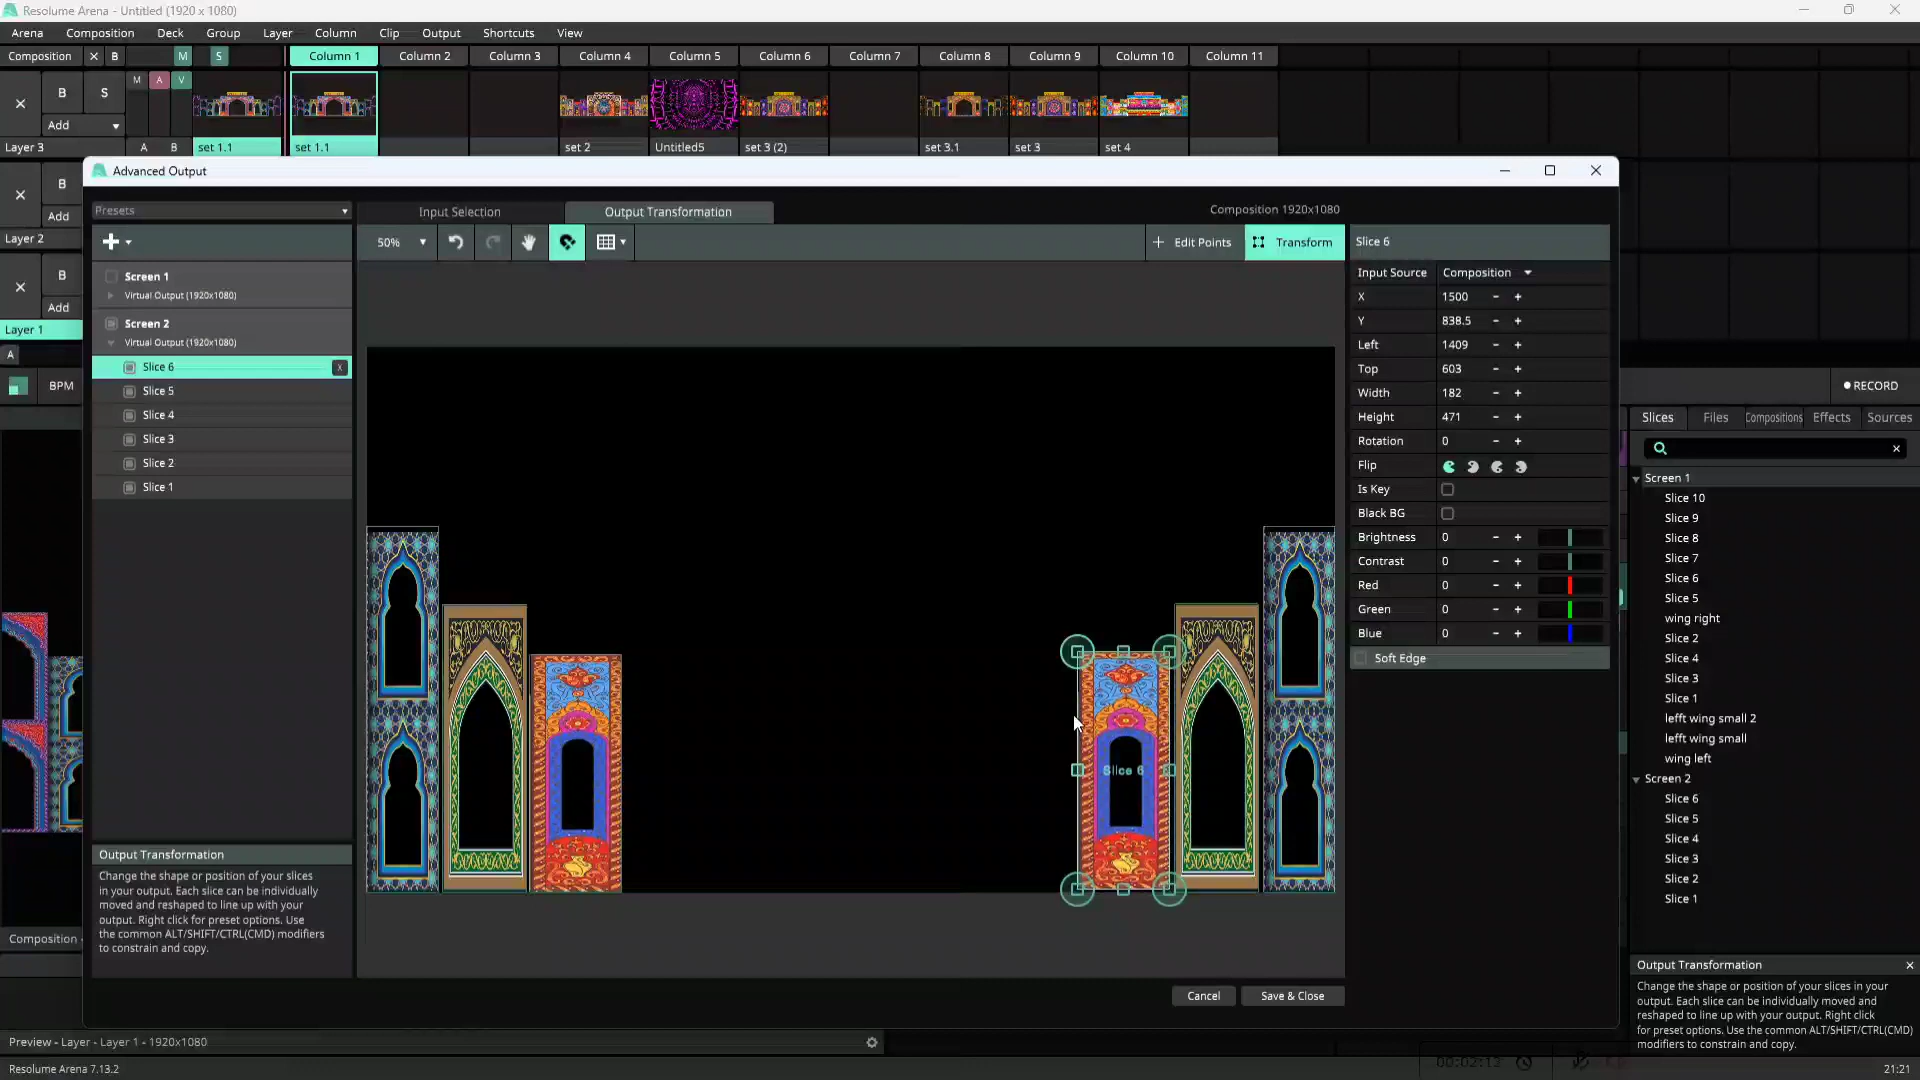 Resolume Arena - Untitled (1920 x 1080)
Arena Composition Deck Group Layer Column Clip Output Shortcuts View
Composition X B M S Column 1 Column 2 Column 3 Column 4 Column 5 Column 6 Column 7 Column 8 Column 9 Column 10 Column 11
M A V
B S
Add
Layer 3 A B set 1.1 set 1.1 set 2 Untitled5 set 3 (2) set 3.1 set 3 set 4
Advanced Output
B
Add
Layer 2
B
Add
Layer 1
A
BPM
RECORD
Presets
Input Selection Output Transformation Composition 1920x1080
50% Edit Points Transform Slice 6
Screen 1
Virtual Output (1920x1080)
Screen 2
Virtual Output (1920x1080)
Slice 6 X
Slice 5
Slice 4
Slice 3
Slice 2
Slice 1
Slice 6
Input Source Composition
X 1500 - +
Y 838.5 - +
Left 1409 - +
Top 603 - +
Width 182 - +
Height 471 - +
Rotation 0 - +
Flip
Is Key
Black BG
Brightness 0 - +
Contrast 0 - +
Red 0 - +
Green 0 - +
Blue 0 - +
Soft Edge
Output Transformation
Change the shape or position of your slices
in your output. Each slice can be individually
moved and reshaped to line up with your
output. Right click for preset options. Use
the common ALT/SHIFT/CTRL(CMD) modifiers
to constrain and copy.
Cancel Save & Close
Slices Files Compositions Effects Sources
Screen 1
Slice 10
Slice 9
Slice 8
Slice 7
Slice 6
Slice 5
wing right
Slice 2
Slice 4
Slice 3
Slice 1
lefft wing small 2
lefft wing small
wing left
Screen 2
Slice 6
Slice 5
Slice 4
Slice 3
Slice 2
Slice 1
Output Transformation
Change the shape or position of your slices in your
output. Each slice can be individually moved and
reshaped to line up with your output. Right click
for preset options. Use the common ALT/SHIFT/CTRL(CMD)
modifiers to constrain and copy.
Composition -
Preview - Layer - Layer 1 - 1920x1080
Resolume Arena 7.13.2
21:21